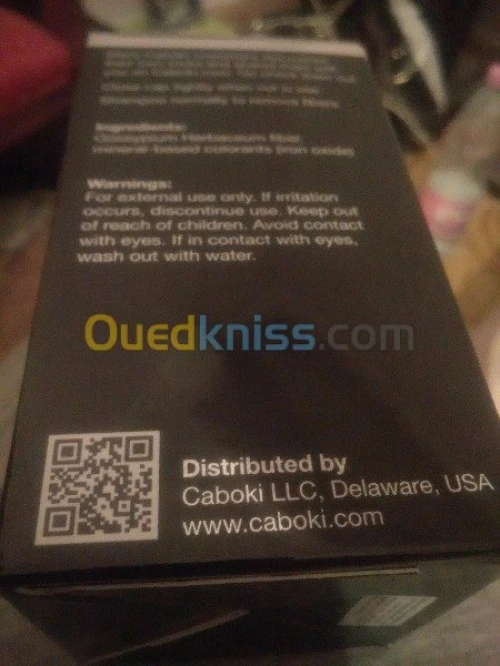 Close cap tightly when not in use.
Shampoo normally to remove fibers.
Ingredients:
Gossypium Herbaceum fiber
mineral based colorants (iron oxide)
Warnings:
For external use only. If irritation
occurs, discontinue use. Keep out
of reach of children. Avoid contact
with eyes. If in contact with eyes,
wash out with water.
Ouedkniss.com
Distributed by
Caboki LLC, Delaware, USA
www.caboki.com